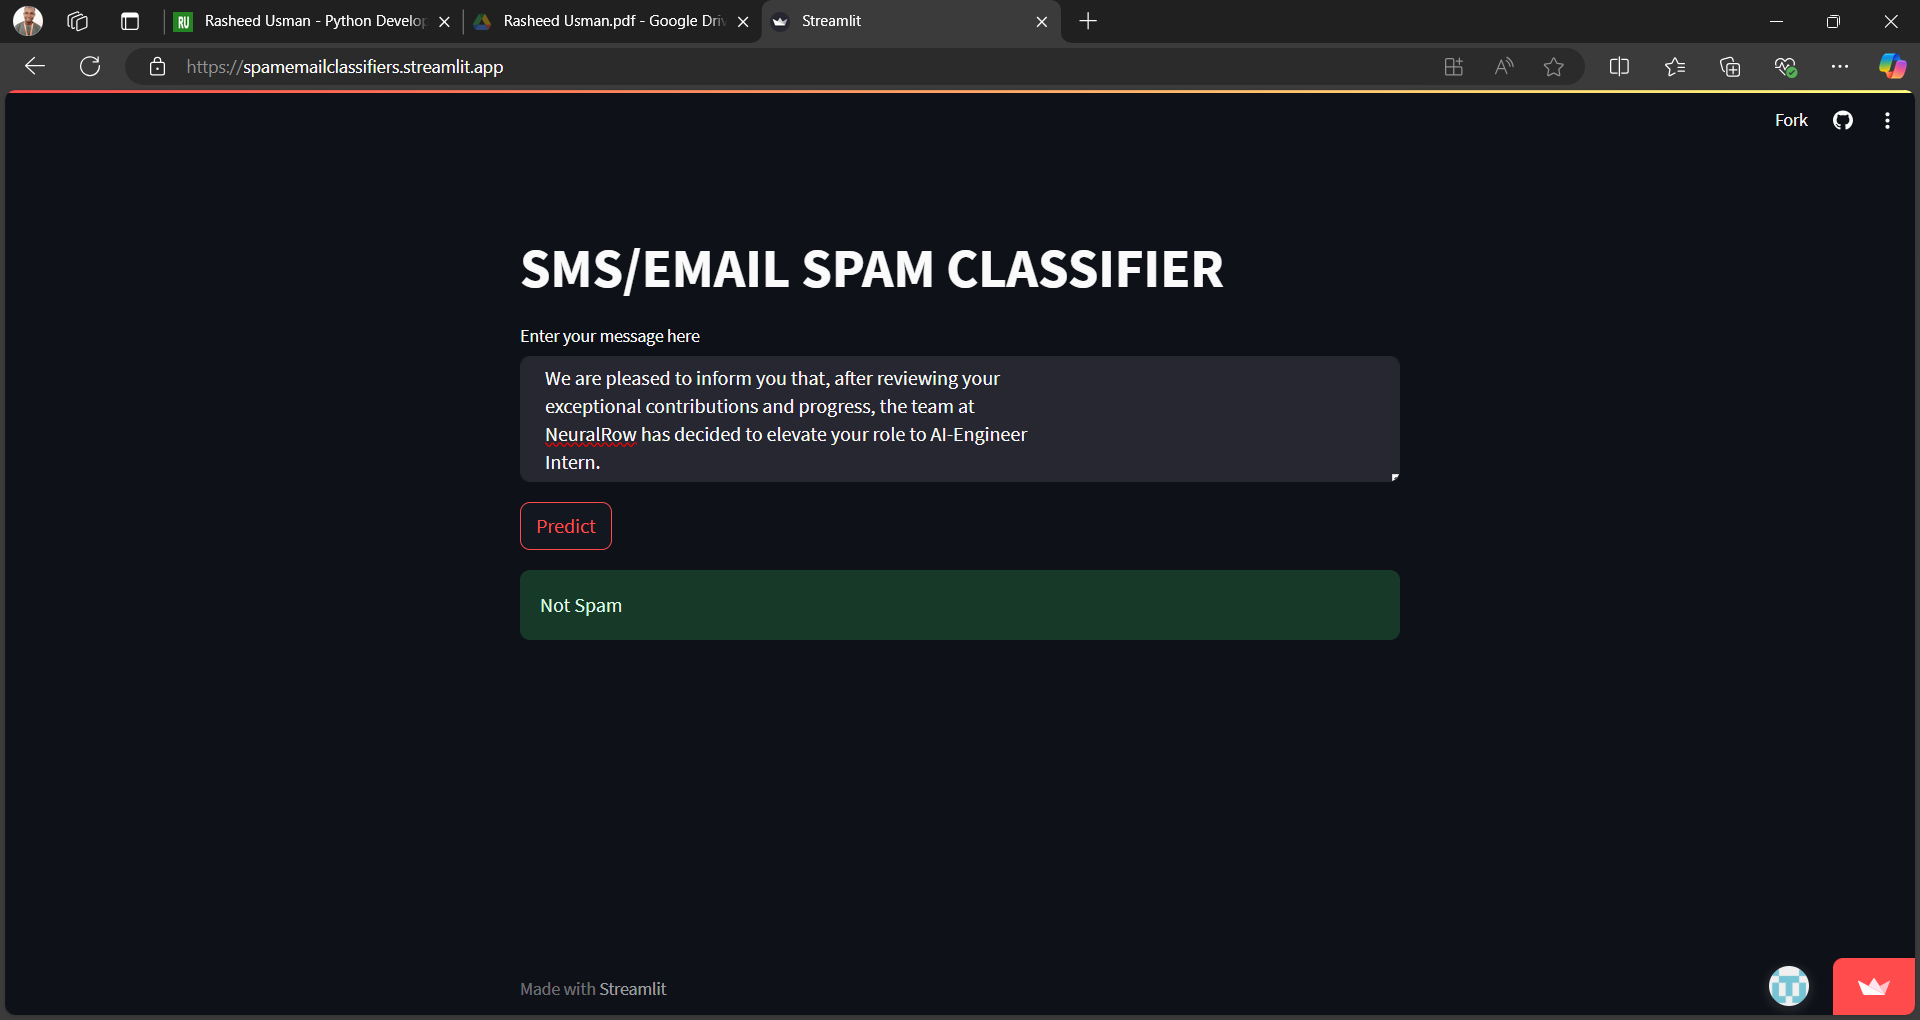 RU
Rasheed Usman - Python Develop
Rasheed Usman.pdf - Google Driv
Streamlit
https://spamemailclassifiers.streamlit.app
Fork
SMS/EMAIL SPAM CLASSIFIER
Enter your message here
We are pleased to inform you that, after reviewing your
exceptional contributions and progress, the team at
NeuralRow has decided to elevate your role to AI-Engineer
Intern.
Predict
Not Spam
Made with Streamlit